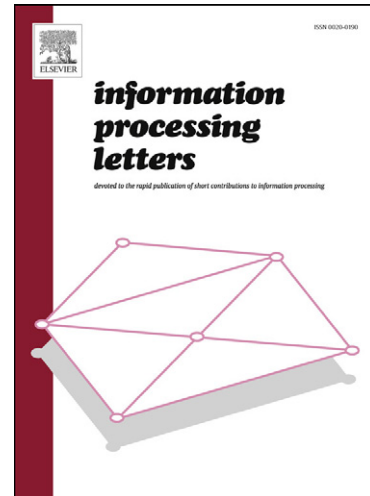 ISSN 0020-0190
ELSEVIER
information
processing
letters
devoted to the rapid publication of short contributions to information processing